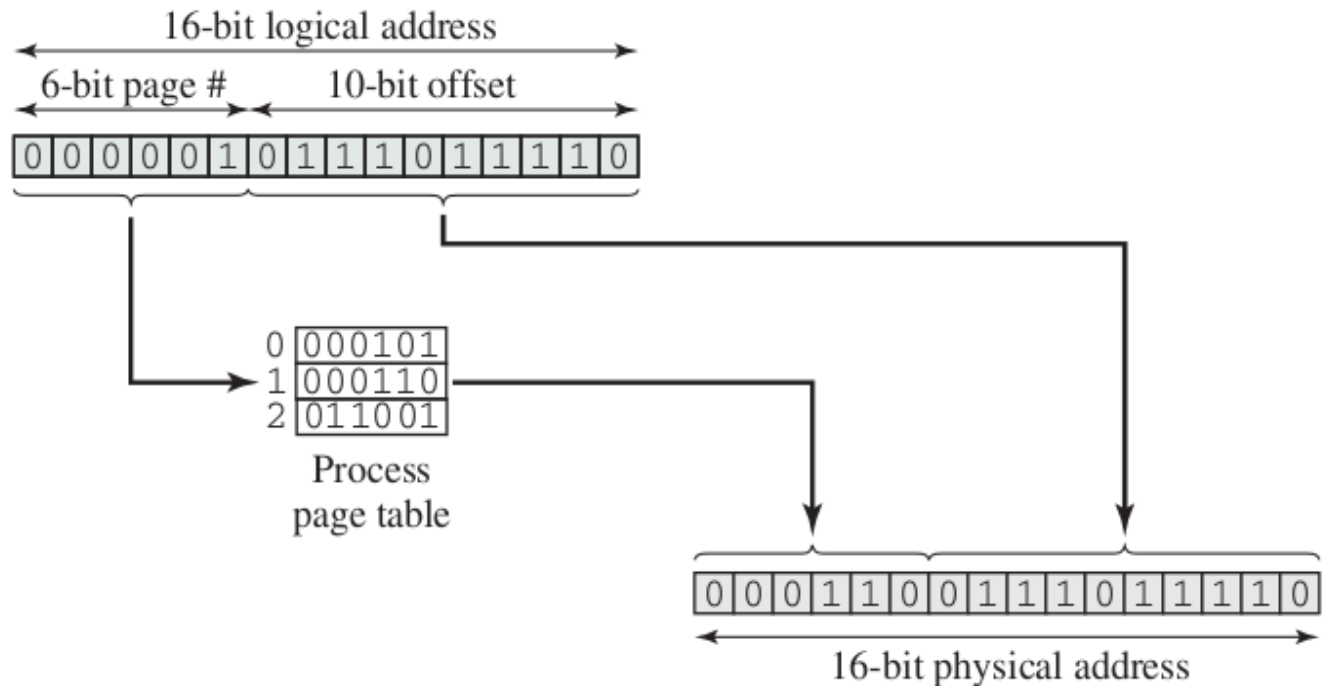 16-bit logical address
6-bit page # 10-bit offset
0 0 0 0 0 1 0 1 1 1 0 1 1 1 1 0
0 000101
1 000110
2 011001
Process
page table
0 0 0 1 1 0 0 1 1 1 0 1 1 1 1 0
16-bit physical address